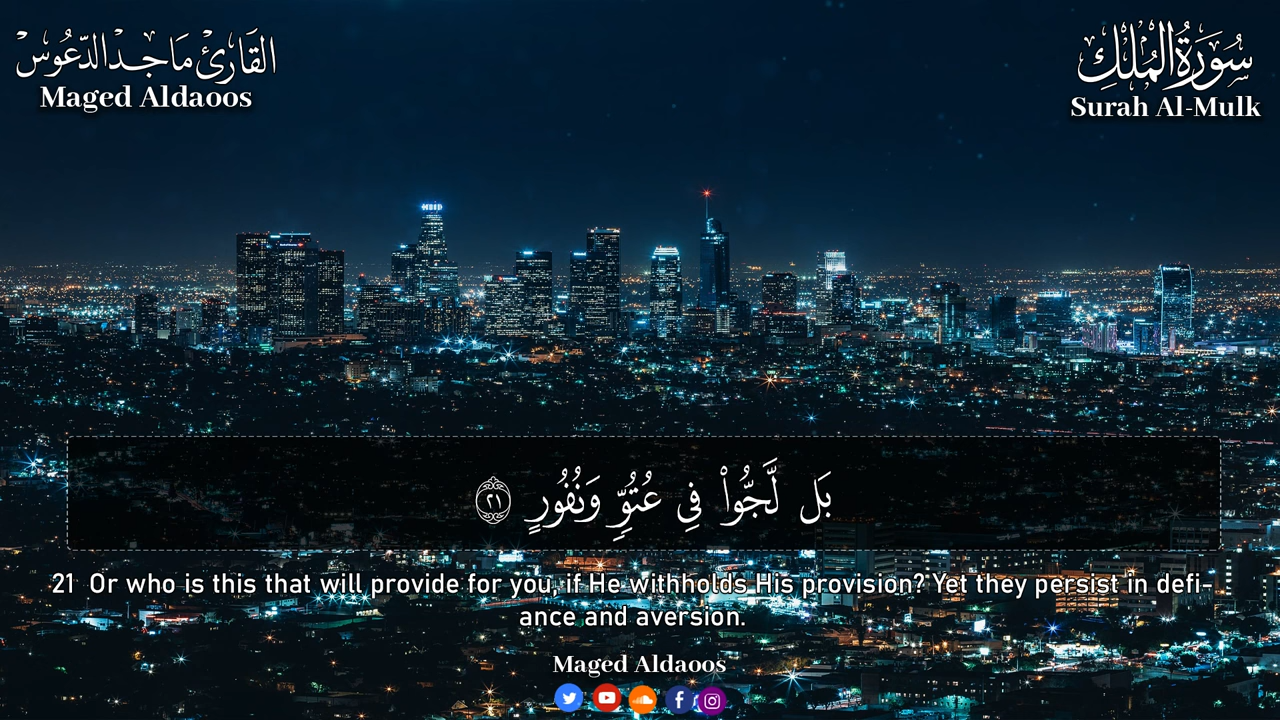 القَارِئ مَاجِد الدَّعُوس
Maged Aldaoos
سُورَةُ المُلْكِ
Surah Al-Mulk
بَل لَّجُّوا۟ فِى عُتُوٍّ وَنُفُورٍ ٢١
21 Or who is this that will provide for you, if He withholds His provision? Yet they persist in defi-
ance and aversion.
Maged Aldaoos